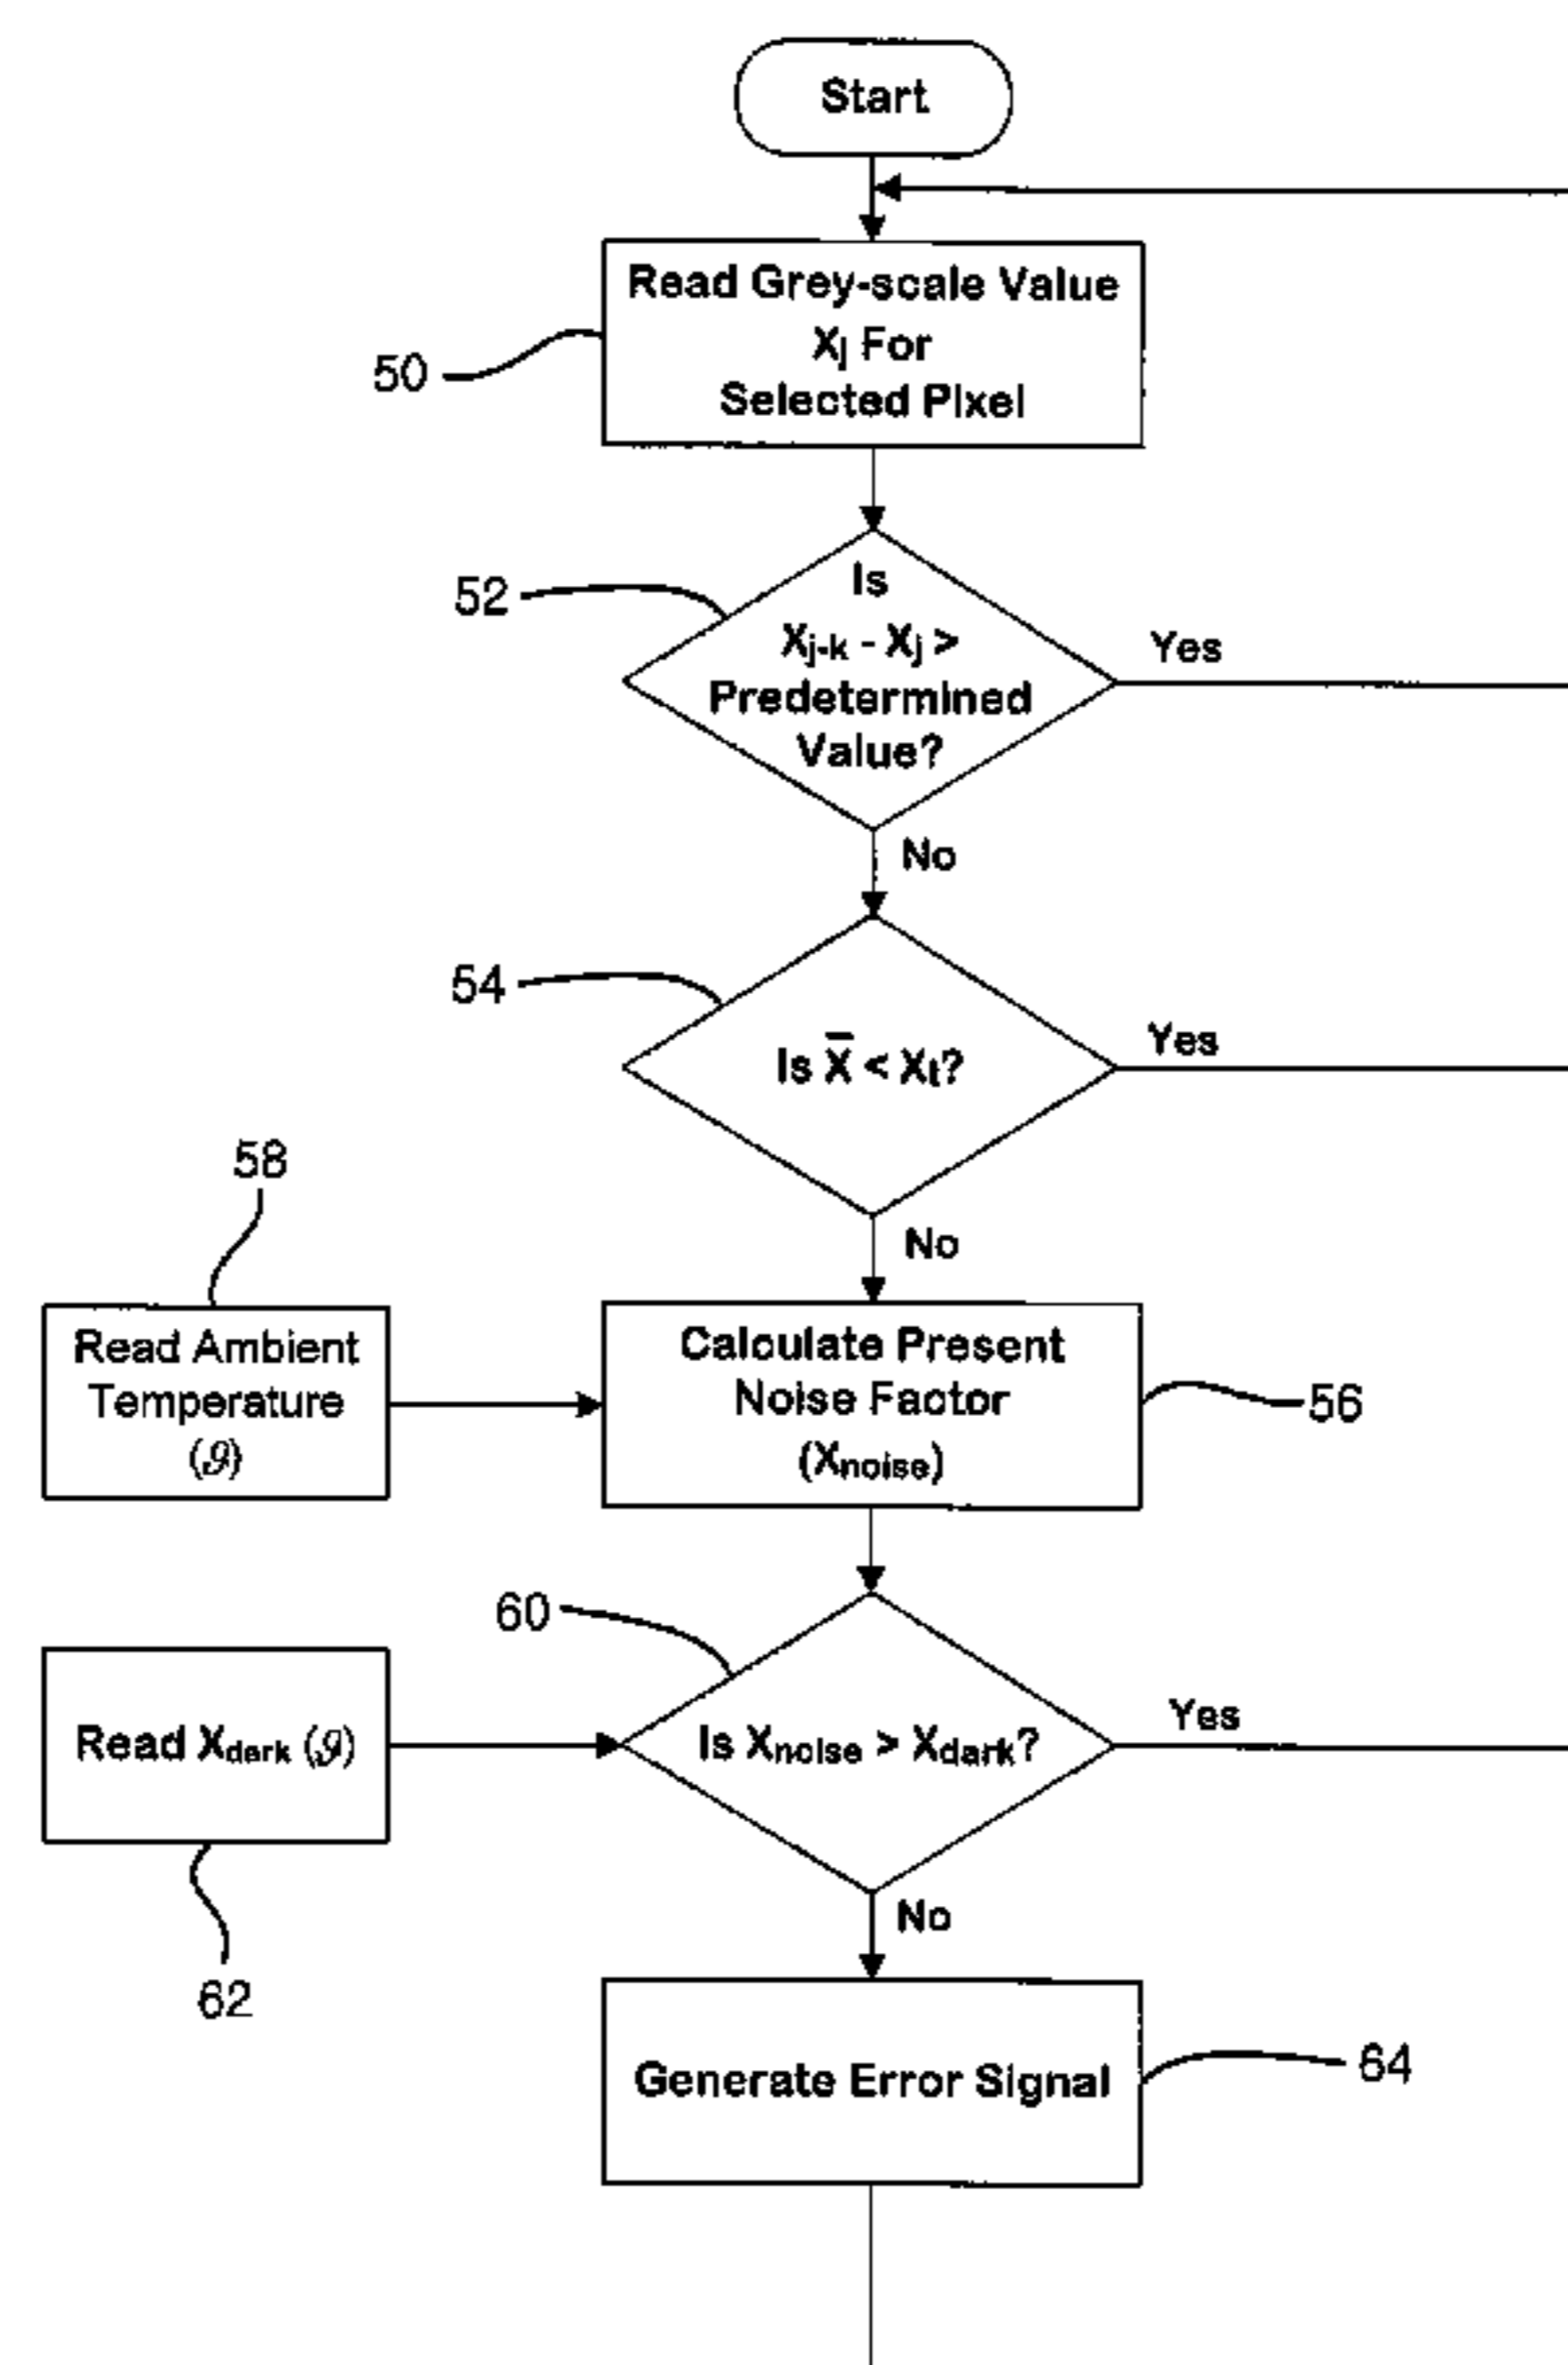 Start
Read Grey-scale Value
Xj For
Selected Pixel
50
52
Is
Xj-k - Xj >
Predetermined
Value?
Yes
No
54
Is X̄ < Xt?
Yes
No
58
Read Ambient
Temperature
(ϑ)
Calculate Present
Noise Factor
(Xnoise)
56
60
Read Xdark (ϑ)
Is Xnoise > Xdark?
Yes
No
62
Generate Error Signal
64